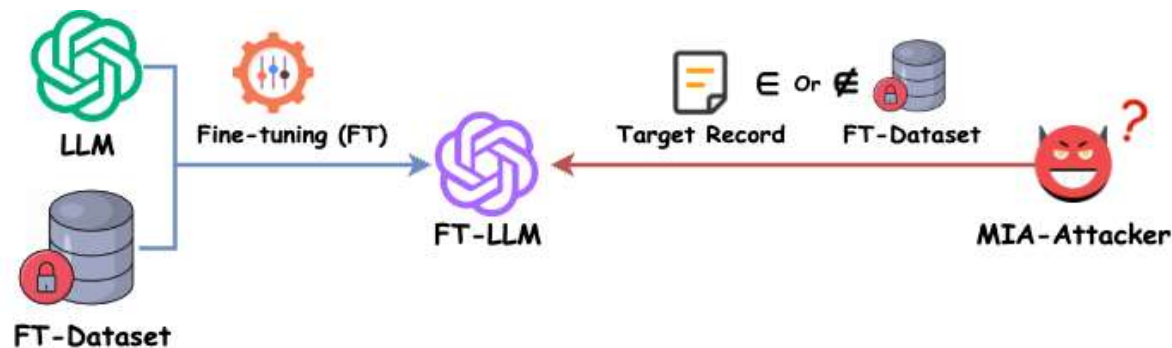 LLM
Fine-tuning (FT)
FT-Dataset
FT-LLM
Target Record
∈ Or ∉
FT-Dataset
?
MIA-Attacker